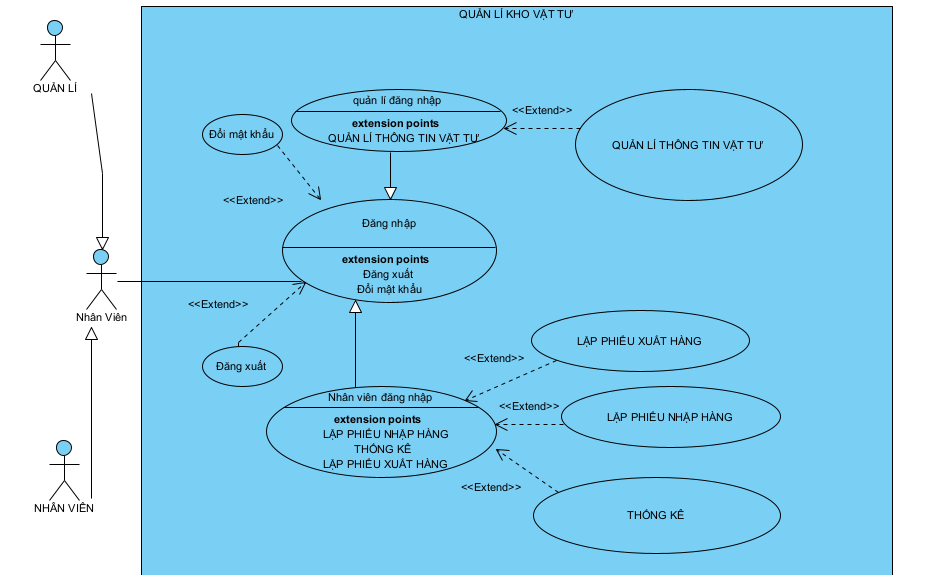 QUẢN LÍ KHO VẬT TƯ
QUẢN LÍ
quản lí đăng nhập
extension points
QUẢN LÍ THÔNG TIN VẬT TƯ
<<Extend>>
QUẢN LÍ THÔNG TIN VẬT TƯ
Đổi mật khẩu
<<Extend>>
Đăng nhập
extension points
Đăng xuất
Đổi mật khẩu
Nhân Viên
<<Extend>>
Đăng xuất
LẬP PHIẾU XUẤT HÀNG
<<Extend>>
Nhân viên đăng nhập
extension points
LẬP PHIẾU NHẬP HÀNG
THÔNG KÊ
LẬP PHIẾU XUẤT HÀNG
<<Extend>>
LẬP PHIẾU NHẬP HÀNG
<<Extend>>
THỐNG KÊ
NHÂN VIÊN